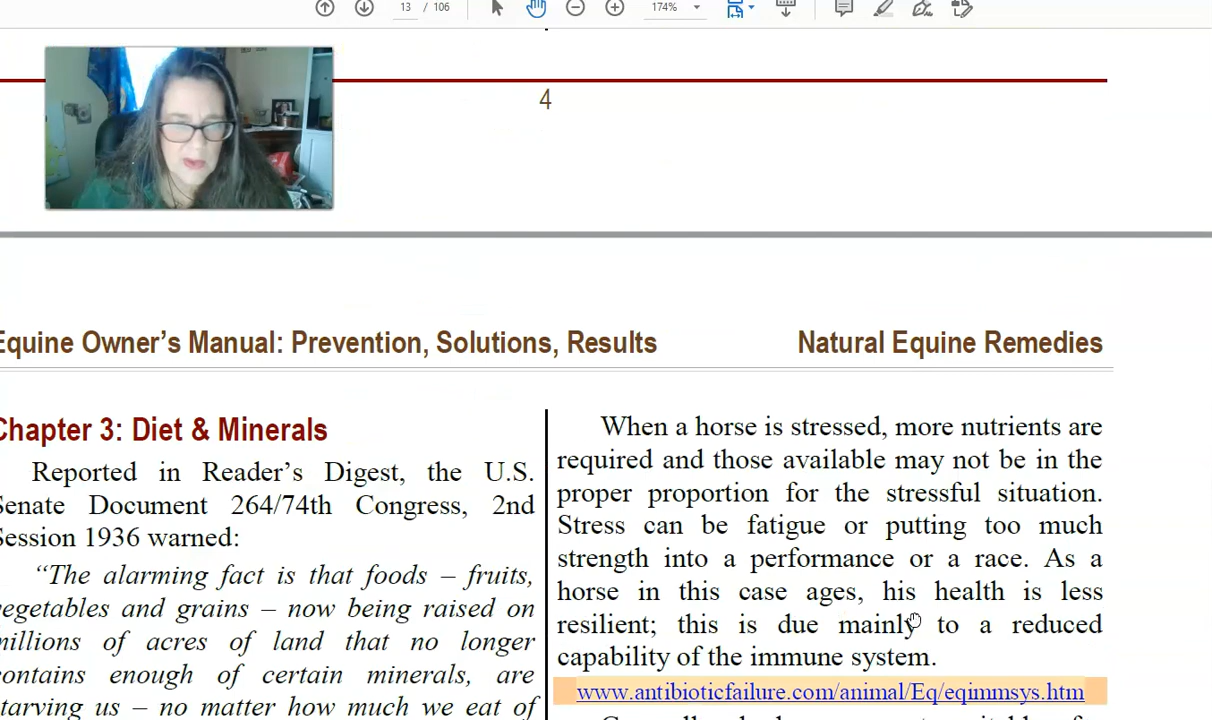 13 / 106
174%
4
Equine Owner's Manual: Prevention, Solutions, Results
Natural Equine Remedies
Chapter 3: Diet & Minerals
Reported in Reader's Digest, the U.S.
Senate Document 264/74th Congress, 2nd
Session 1936 warned:
“The alarming fact is that foods – fruits,
vegetables and grains – now being raised on
millions of acres of land that no longer
contains enough of certain minerals, are
starving us – no matter how much we eat of
When a horse is stressed, more nutrients are
required and those available may not be in the
proper proportion for the stressful situation.
Stress can be fatigue or putting too much
strength into a performance or a race. As a
horse in this case ages, his health is less
resilient; this is due mainly to a reduced
capability of the immune system.
www.antibioticfailure.com/animal/Eq/eqimmsys.htm